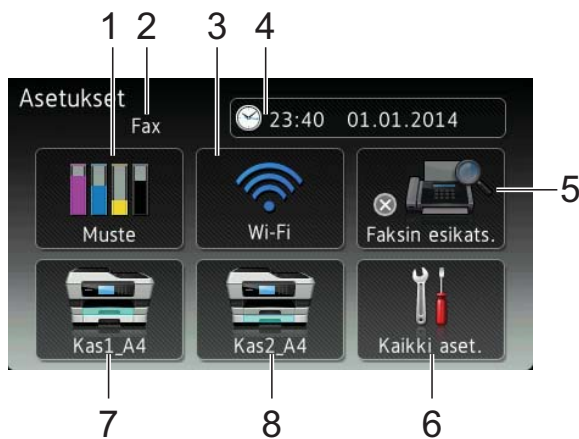 1 2 3 4
Asetukset
Fax
23:40 01.01.2014
5
Muste
Wi-Fi
Faksin esikats.
Kas1_A4
Kas2_A4
Kaikki aset.
7 8 6